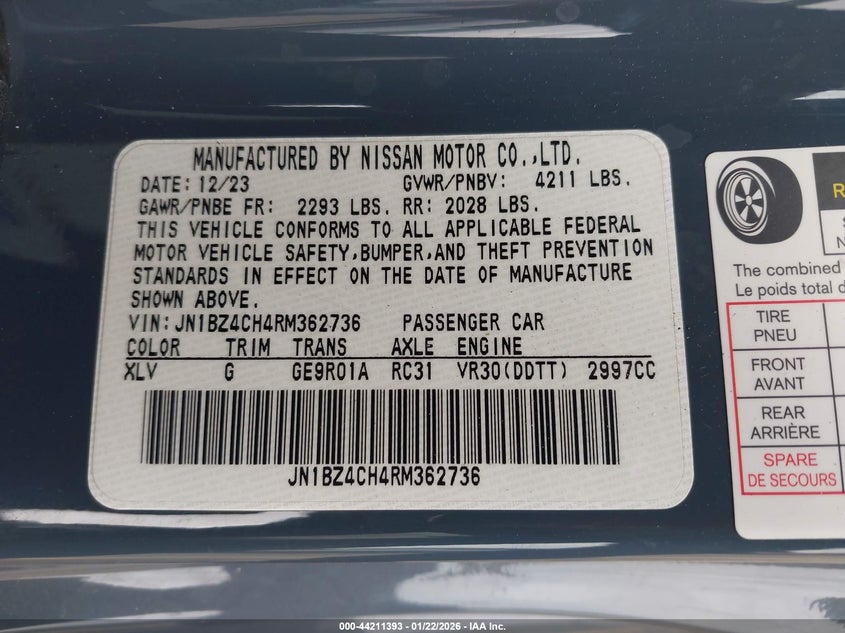 MANUFACTURED BY NISSAN MOTOR CO.,LTD.
DATE: 12/23 GVWR/PNBV: 4211 LBS.
GAWR/PNBE FR: 2293 LBS. RR: 2028 LBS.
THIS VEHICLE CONFORMS TO ALL APPLICABLE FEDERAL
MOTOR VEHICLE SAFETY,BUMPER,AND THEFT PREVENTION
STANDARDS IN EFFECT ON THE DATE OF MANUFACTURE
SHOWN ABOVE.
VIN: JN1BZ4CH4RM362736 PASSENGER CAR
COLOR TRIM TRANS AXLE ENGINE
XLV G GE9R01A RC31 VR30(DDTT) 2997CC
JN1BZ4CH4RM362736
The combined
Le poids total d
TIRE
PNEU
FRONT
AVANT
REAR
ARRIÈRE
SPARE
DE SECOURS
000-44211393 - 01/22/2026 - IAA Inc.